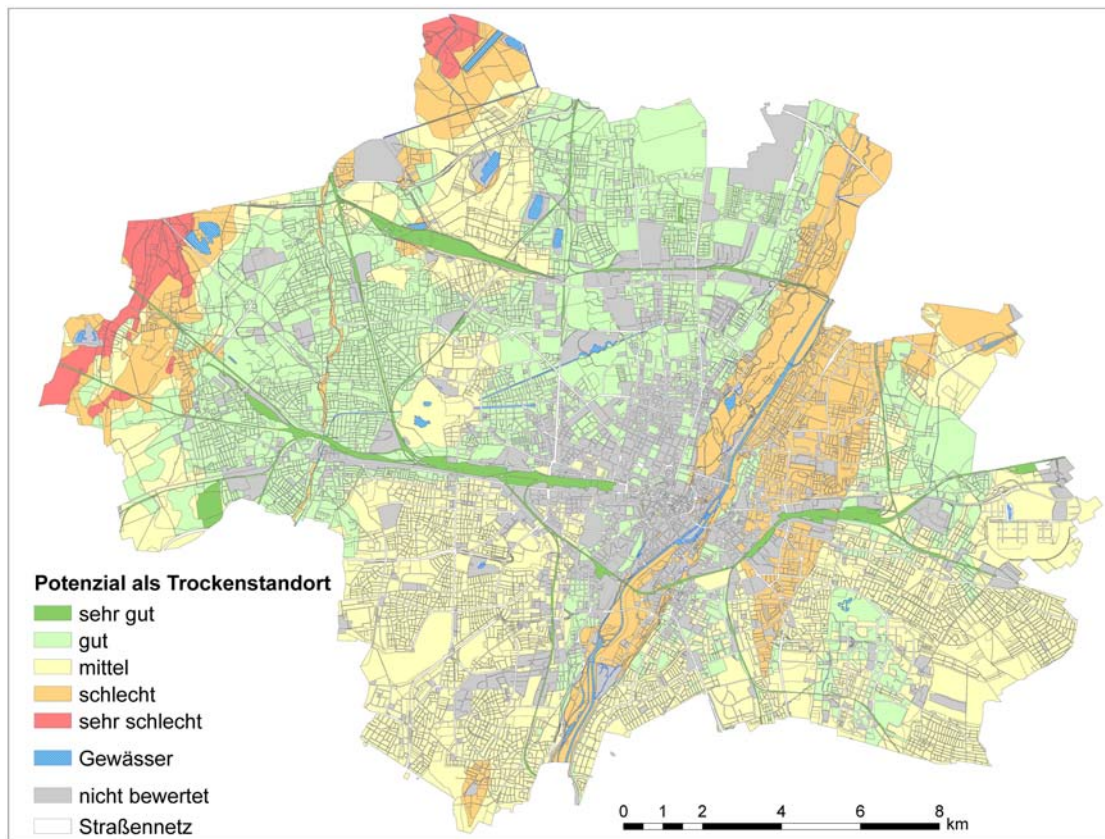 Potenzial als Trockenstandort
sehr gut
gut
mittel
schlecht
sehr schlecht
Gewässer
nicht bewertet
Straßennetz
0 1 2 4 6 8
km